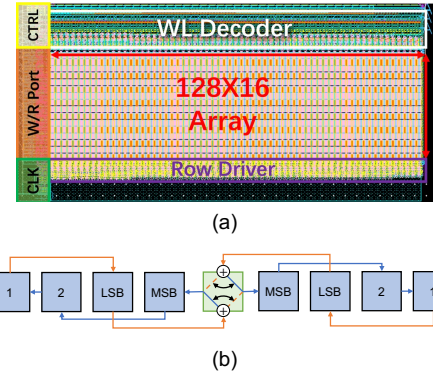 CTRL
WL Decoder
W/R Port
128X16
Array
CLK
Row Driver
(a)
1
2
LSB
MSB
+
+
MSB
LSB
2
1
(b)